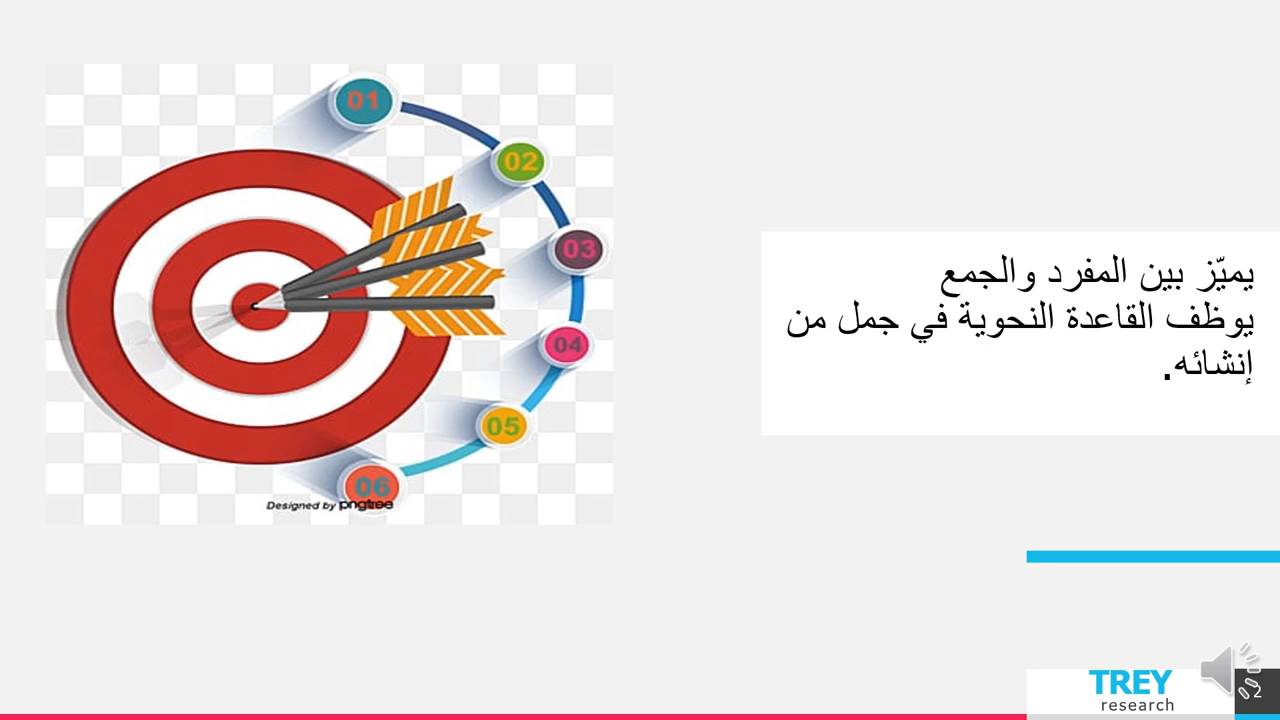 01
02
03
04
05
06
Designed by pngtree
يميّز بين المفرد والجمع
يوظف القاعدة النحوية في جمل من
إنشائه.
TREY
research
2